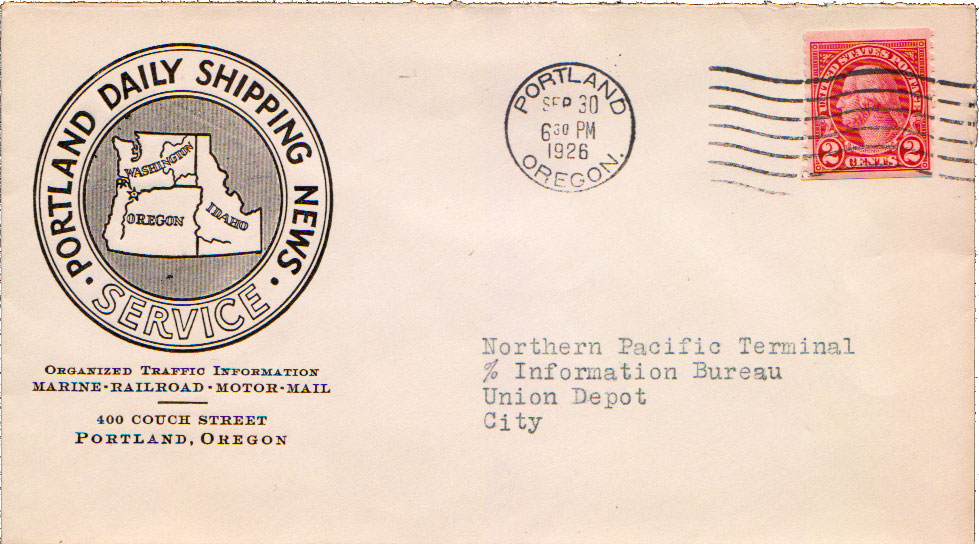 PORTLAND DAILY SHIPPING NEWS
• SERVICE •
WASHINGTON
OREGON
IDAHO
ORGANIZED TRAFFIC INFORMATION
MARINE·RAILROAD·MOTOR·MAIL
400 COUCH STREET
PORTLAND, OREGON
PORTLAND
SEP 30
6 30 PM
1926
OREGON.
UNITED STATES POSTAGE
2 CENTS 2
Northern Pacific Terminal
% Information Bureau
Union Depot
City